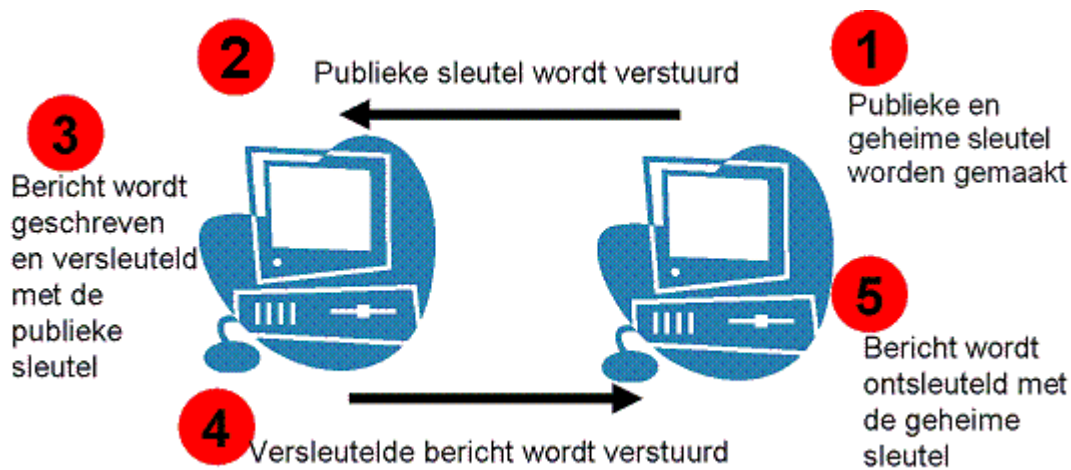 1
Publieke en
geheime sleutel
worden gemaakt
2
Publieke sleutel wordt verstuurd
3
Bericht wordt
geschreven
en versleuteld
met de
publieke
sleutel
4
Versleutelde bericht wordt verstuurd
5
Bericht wordt
ontsleuteld met
de geheime
sleutel